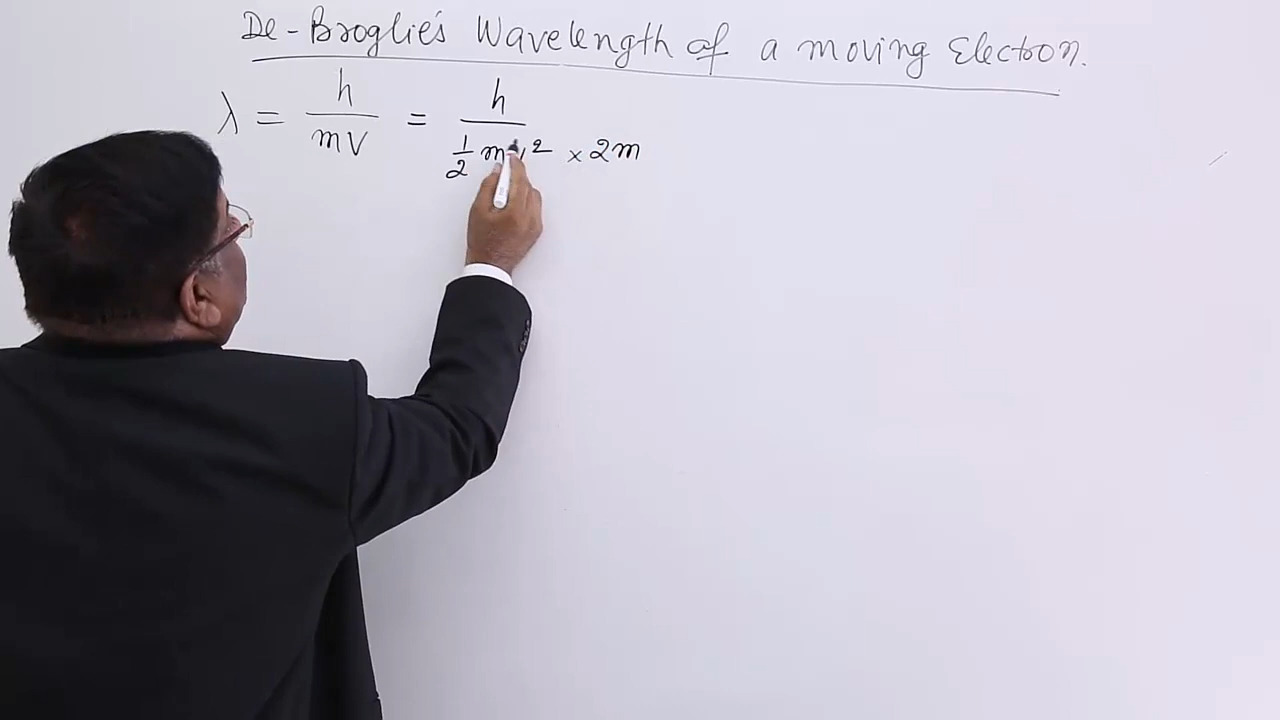 De-Broglie's Wavelength of a moving Electron.
λ = h/mv = h/(1/2 mv² × 2m)